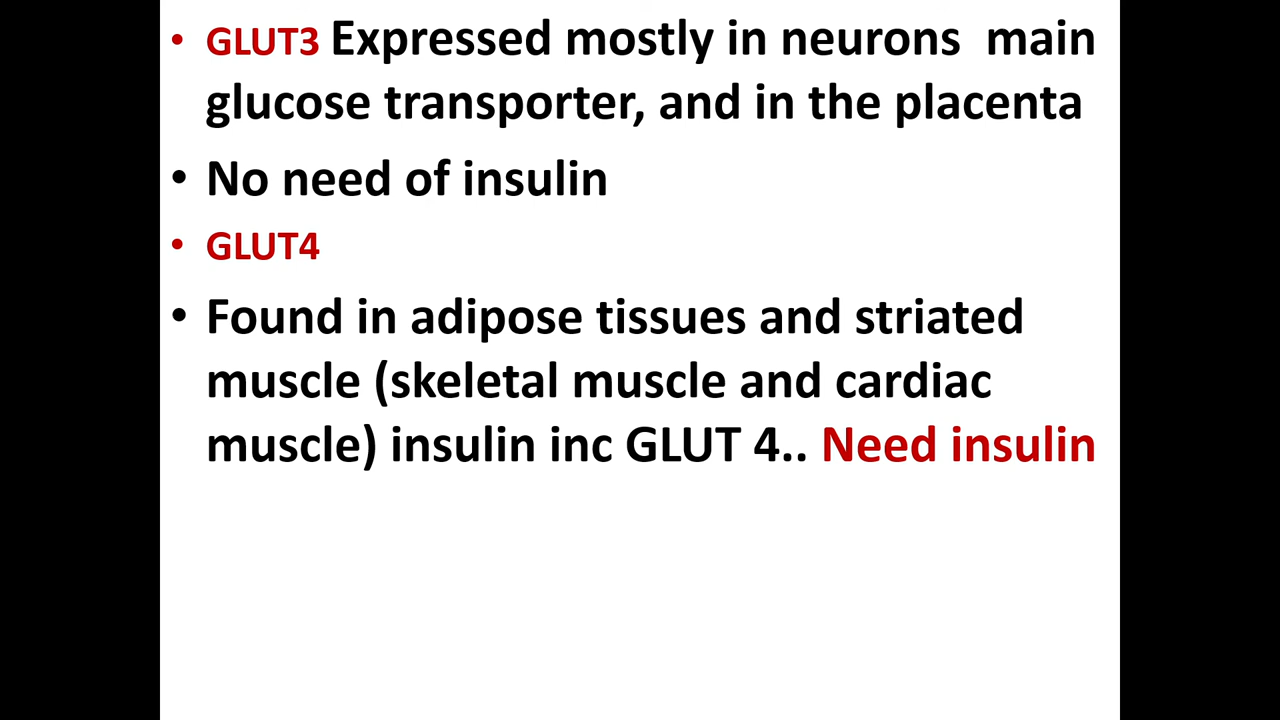 • GLUT3 Expressed mostly in neurons  main
glucose transporter, and in the placenta
• No need of insulin
• GLUT4
• Found in adipose tissues and striated
muscle (skeletal muscle and cardiac
muscle) insulin inc GLUT 4.. Need insulin